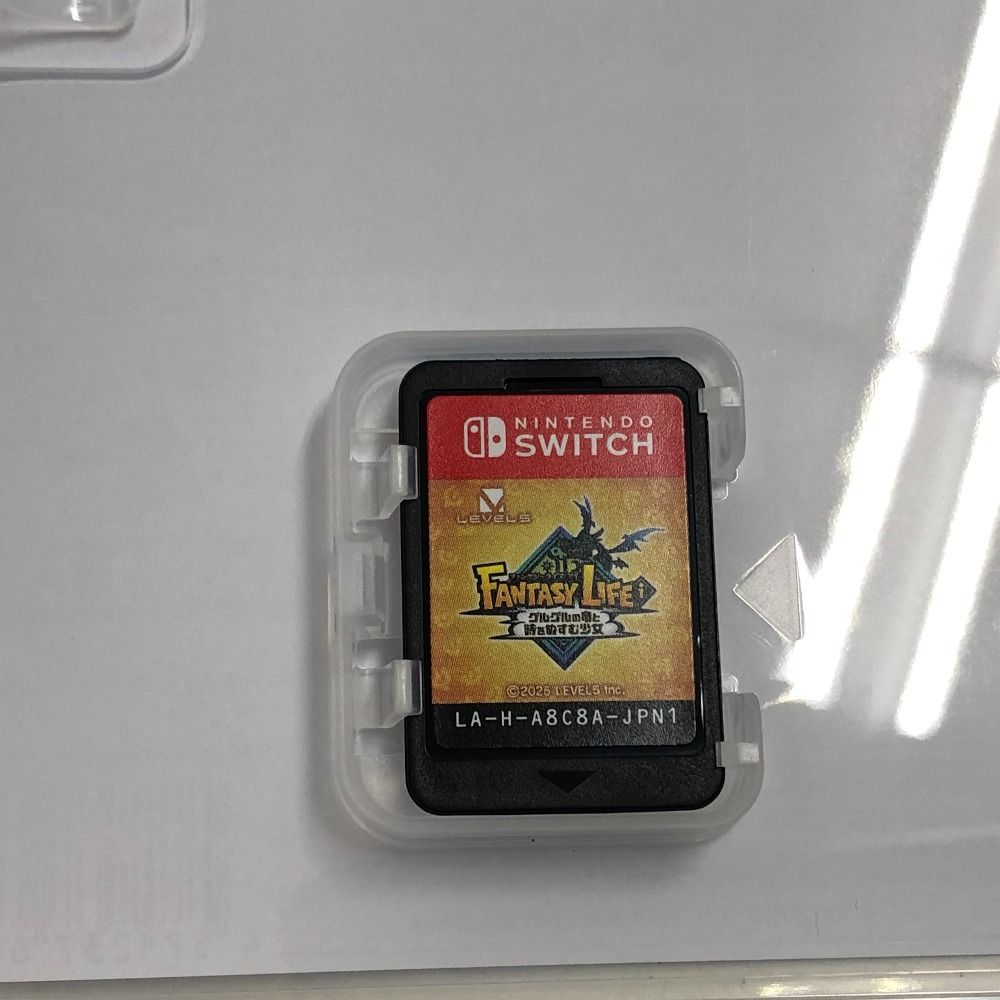 NINTENDO
SWITCH
LEVEL5
FANTASY LIFE i
グルグルの竜と
時をぬすむ少女
©2025 LEVEL5 Inc.
LA-H-A8C8A-JPN1